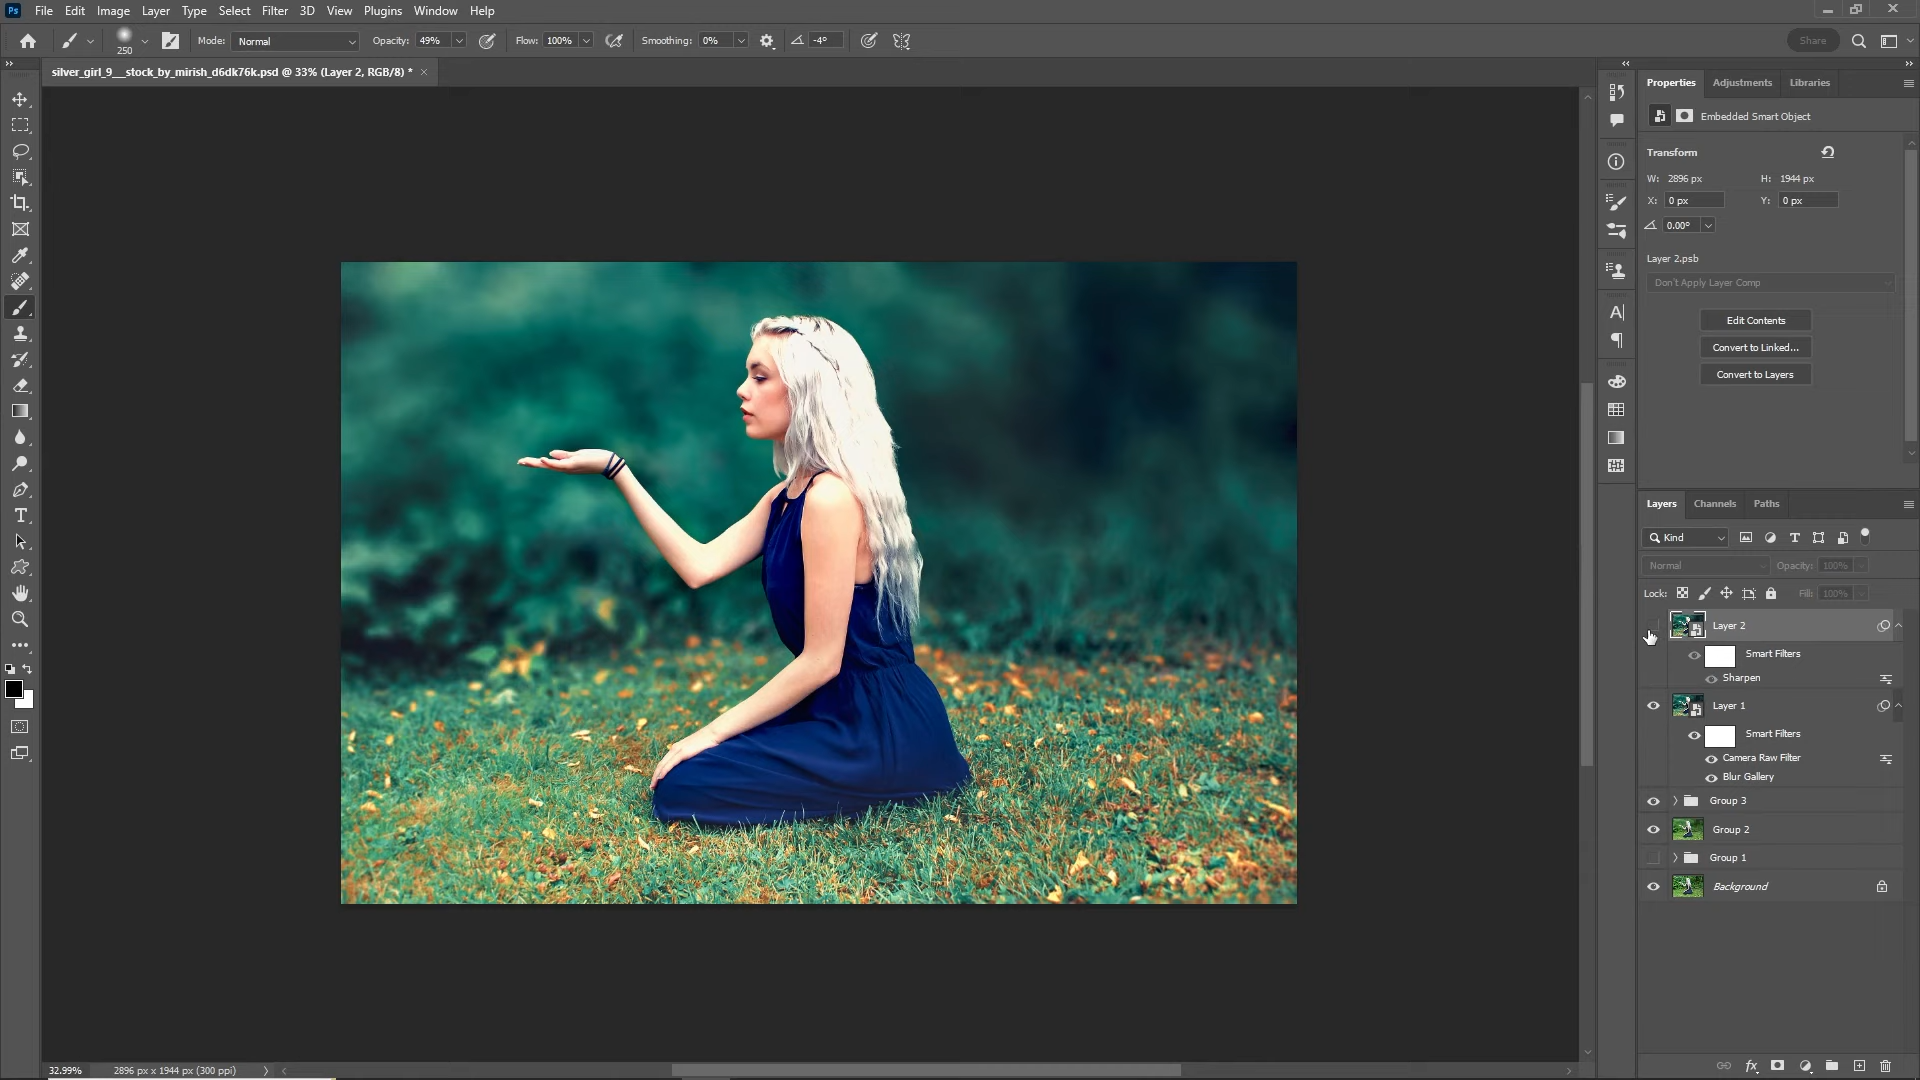 Ps File Edit Image Layer Type Select Filter 3D View Plugins Window Help
250 Mode: Normal Opacity: 49% Flow: 100% Smoothing: 0% -4° Share
silver_girl_9__stock_by_mirish_d6dk76k.psd @ 33% (Layer 2, RGB/8) * ×
Properties Adjustments Libraries
Embedded Smart Object
Transform
W: 2896 px H: 1944 px
X: 0 px Y: 0 px
0.00°
Layer 2.psb
Don't Apply Layer Comp
Edit Contents
Convert to Linked...
Convert to Layers
Layers Channels Paths
Kind
Normal Opacity: 100%
Lock: Fill: 100%
Layer 2
Smart Filters
Sharpen
Layer 1
Smart Filters
Camera Raw Filter
Blur Gallery
Group 3
Group 2
Group 1
Background
32.99% 2896 px x 1944 px (300 ppi)